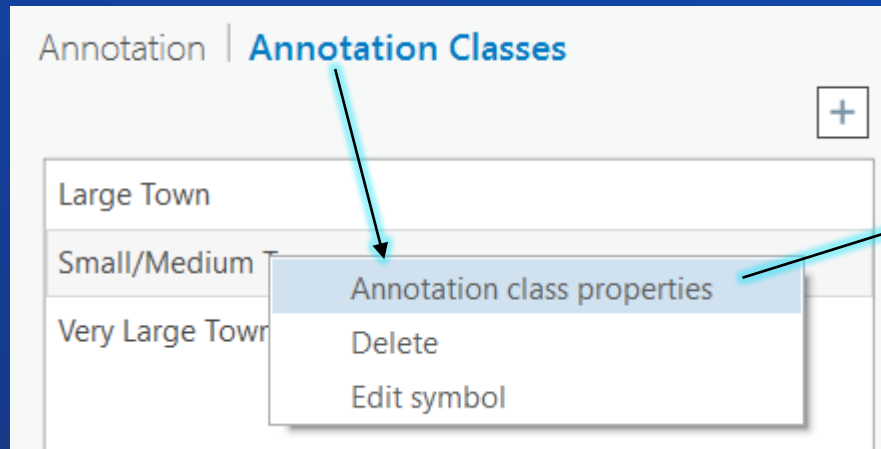 Annotation | Annotation Classes
+
Large Town
Small/Medium
Annotation class properties
Very Large Town
Delete
Edit symbol